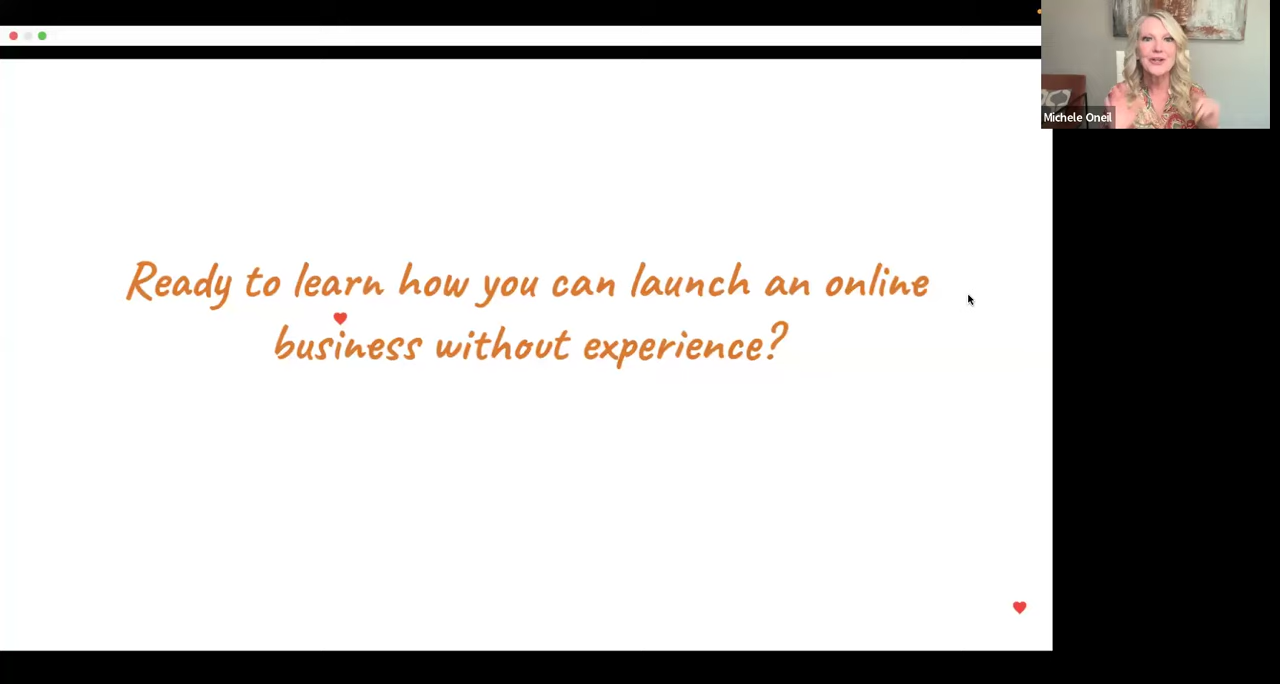 Michele Oneil
Ready to learn how you can launch an online
business without experience?